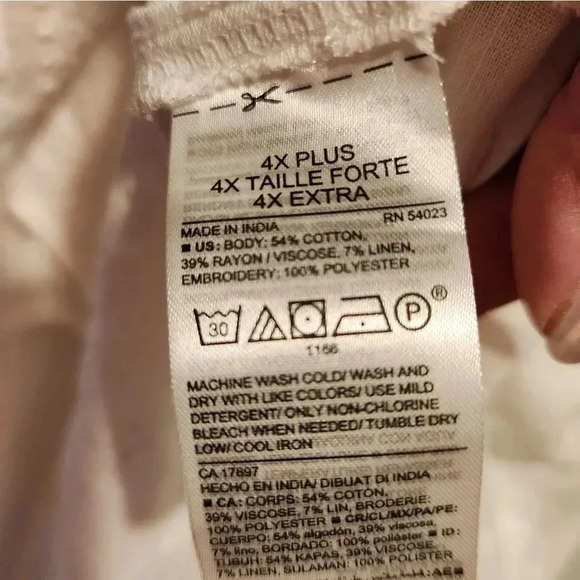 4X PLUS
4X TAILLE FORTE
4X EXTRA
MADE IN INDIA RN 54023
■ US: BODY: 54% COTTON,
39% RAYON / VISCOSE, 7% LINEN,
EMBROIDERY: 100% POLYESTER
30 P ®
1166
MACHINE WASH COLD/ WASH AND
DRY WITH LIKE COLORS/ USE MILD
DETERGENT/ ONLY NON-CHLORINE
BLEACH WHEN NEEDED/ TUMBLE DRY
LOW/ COOL IRON
CA 17897
HECHO EN INDIA/ DIBUAT DI INDIA
■ CA: CORPS: 54% COTON,
39% VISCOSE, 7% LIN, BRODERIE:
100% POLYESTER ■ CR/CL/MX/PA/PE:
CUERPO: 54% algodón, 39% viscosa,
7% lino, BORDADO: 100% poliéster ■ ID:
TUBUH: 54% KAPAS, 39% VISCOSE,
7% LINEN, SULAMAN: 100% POLISTER